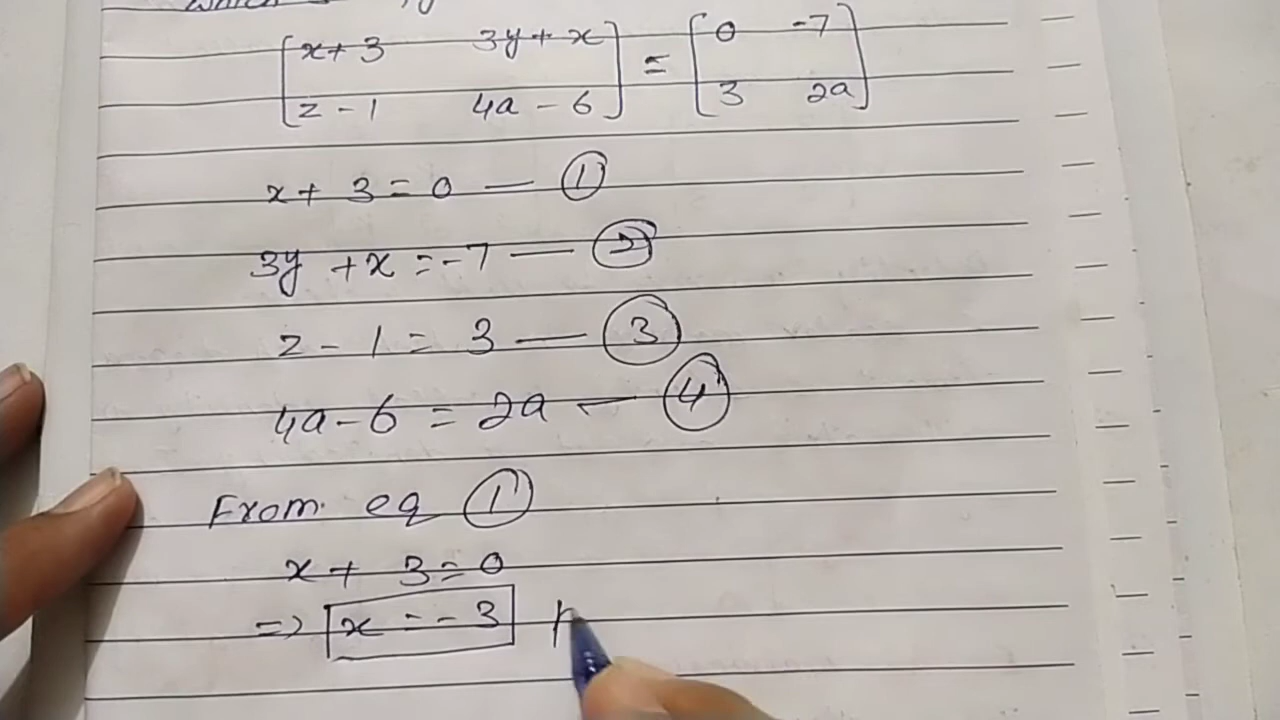 [x+3 3y+x] = [0 -7]
[z-1 4a-6] [3 2a]
x+3=0 — ①
3y+x=-7 — ②
z-1=3 — ③
4a-6=2a — ④
From eq ①
x+3=0
=> x=-3